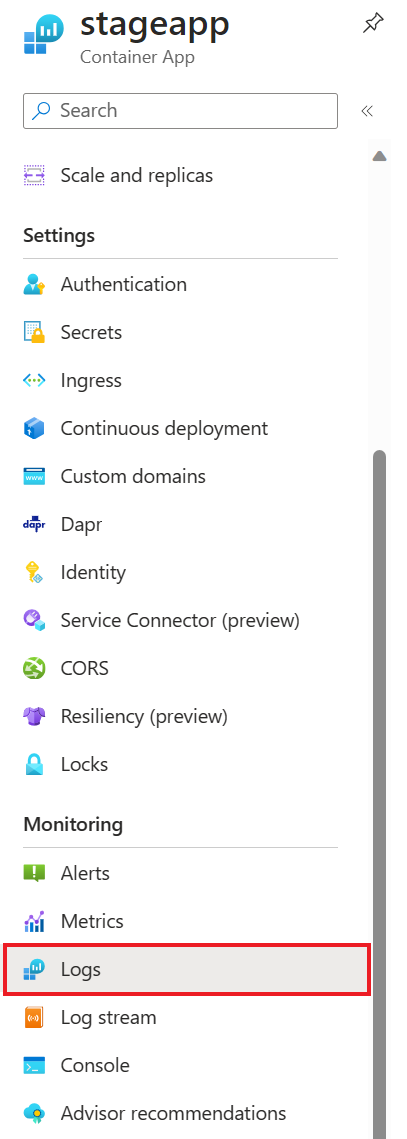 stageapp
Container App
Search
Scale and replicas
Settings
Authentication
Secrets
Ingress
Continuous deployment
www
Custom domains
dapr
Dapr
Identity
Service Connector (preview)
CORS
Resiliency (preview)
Locks
Monitoring
Alerts
Metrics
Logs
Log stream
Console
Advisor recommendations